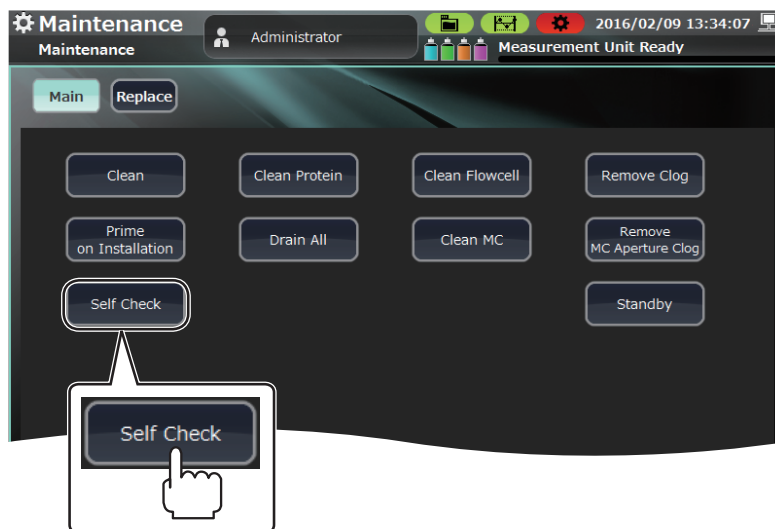 Maintenance
Administrator
2016/02/09 13:34:07
Maintenance
Measurement Unit Ready
Main
Replace
Clean
Clean Protein
Clean Flowcell
Remove Clog
Prime
on Installation
Drain All
Clean MC
Remove
MC Aperture Clog
Self Check
Standby
Self Check